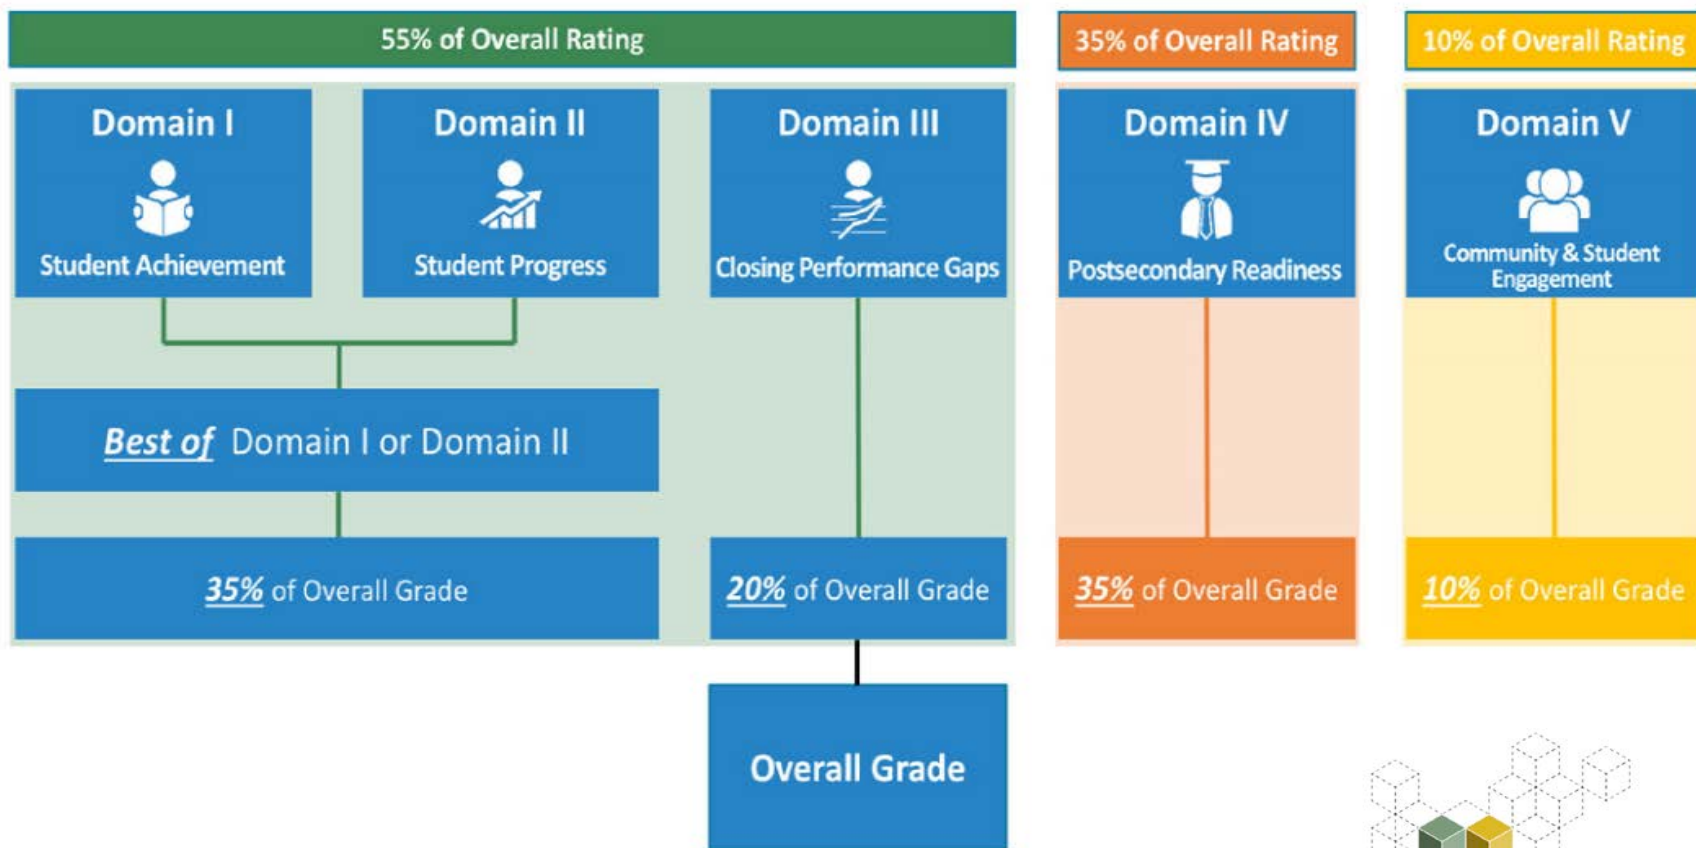 55% of Overall Rating
35% of Overall Rating
10% of Overall Rating
Domain I
Student Achievement
Domain II
Student Progress
Domain III
Closing Performance Gaps
Domain IV
Postsecondary Readiness
Domain V
Community & Student
Engagement
Best of Domain I or Domain II
35% of Overall Grade
20% of Overall Grade
35% of Overall Grade
10% of Overall Grade
Overall Grade